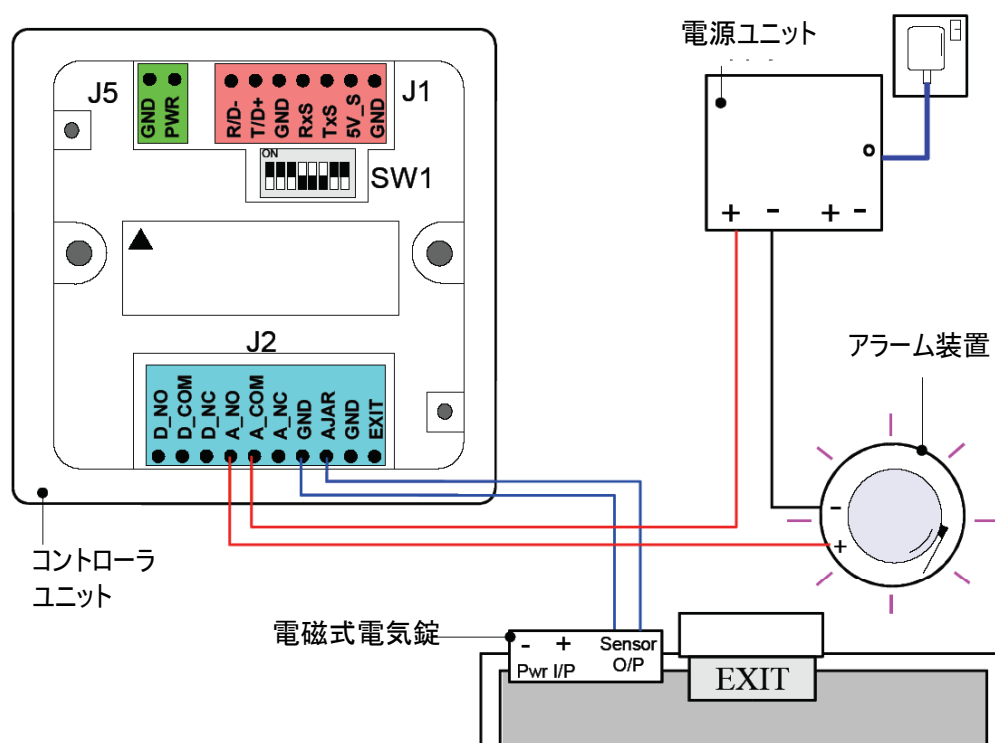 電源ユニット
J5
GND
PWR
R/D-
T/D+
GND
RxS
TxS
5V_S
GND
J1
ON
SW1
+ - + -
J2
D_NO
D_COM
D_NC
A_NO
A_COM
A_NC
GND
AJAR
GND
EXIT
アラーム装置
-
+
コントローラ
ユニット
電磁式電気錠
- + Sensor
Pwr I/P O/P
EXIT